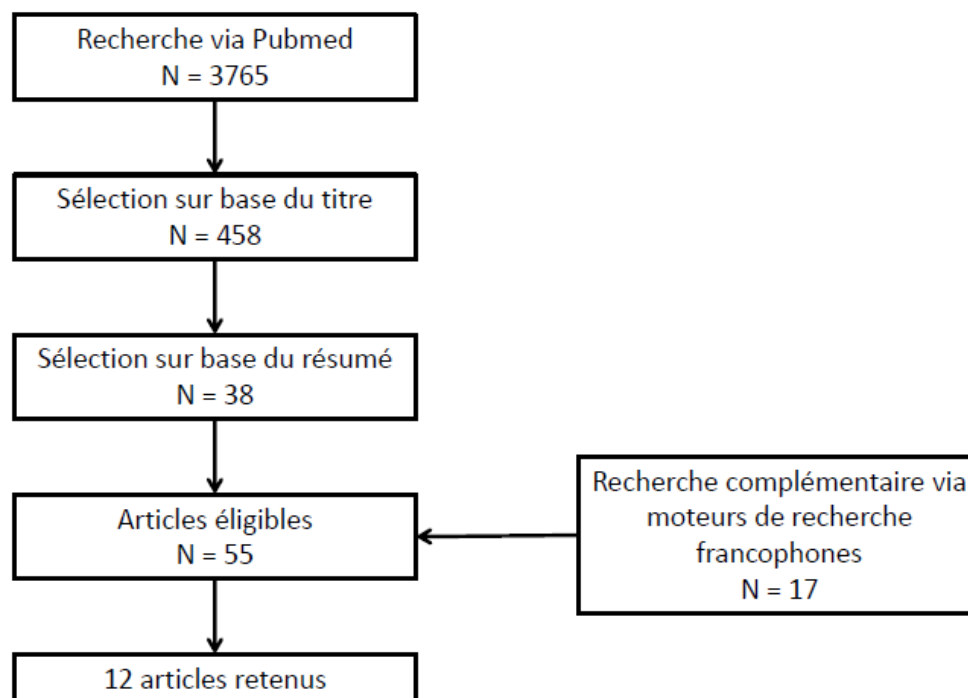 Recherche via Pubmed
N = 3765
Sélection sur base du titre
N = 458
Sélection sur base du résumé
N = 38
Articles éligibles
N = 55
Recherche complémentaire via
moteurs de recherche
francophones
N = 17
12 articles retenus